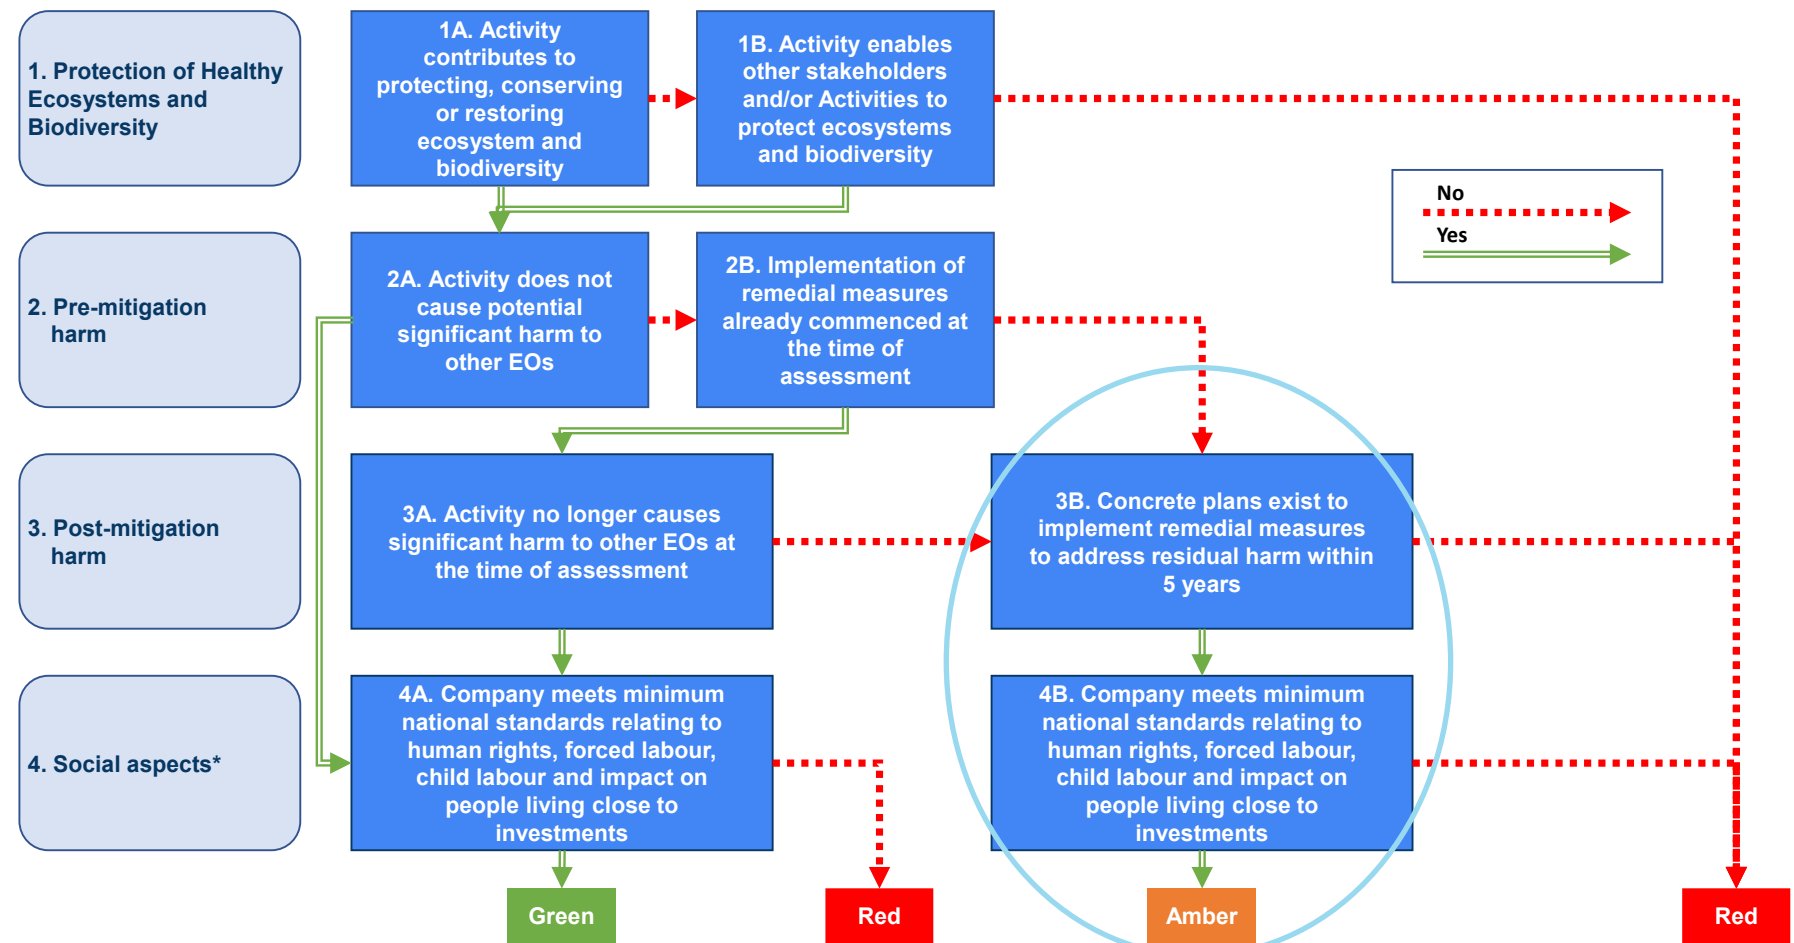 1. Protection of Healthy
Ecosystems and
Biodiversity
1A. Activity
contributes to
protecting, conserving
or restoring
ecosystem and
biodiversity
1B. Activity enables
other stakeholders
and/or Activities to
protect ecosystems
and biodiversity
No
Yes
2. Pre-mitigation
harm
2A. Activity does not
cause potential
significant harm to
other EOs
2B. Implementation of
remedial measures
already commenced at
the time of
assessment
3. Post-mitigation
harm
3A. Activity no longer causes
significant harm to other EOs at
the time of assessment
3B. Concrete plans exist to
implement remedial measures
to address residual harm within
5 years
4. Social aspects*
4A. Company meets minimum
national standards relating to
human rights, forced labour,
child labour and impact on
people living close to
investments
4B. Company meets minimum
national standards relating to
human rights, forced labour,
child labour and impact on
people living close to
investments
Green
Red
Amber
Red